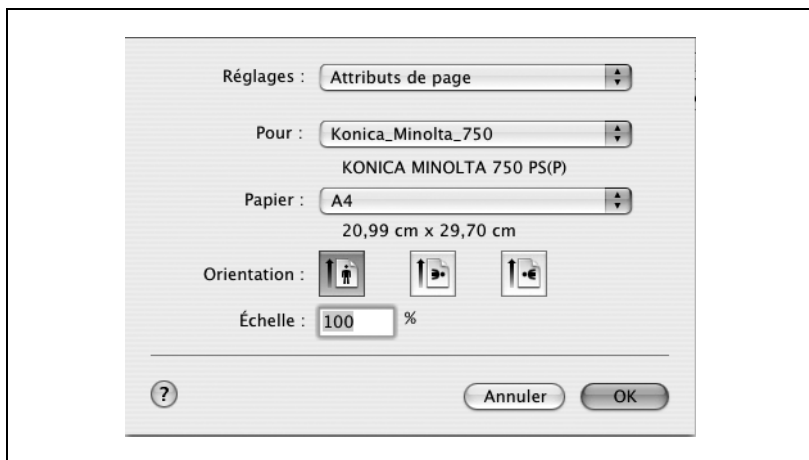 Réglages : Attributs de page
Pour : Konica_Minolta_750
KONICA MINOLTA 750 PS(P)
Papier : A4
20,99 cm x 29,70 cm
Orientation :
Échelle : 100 %
? Annuler OK